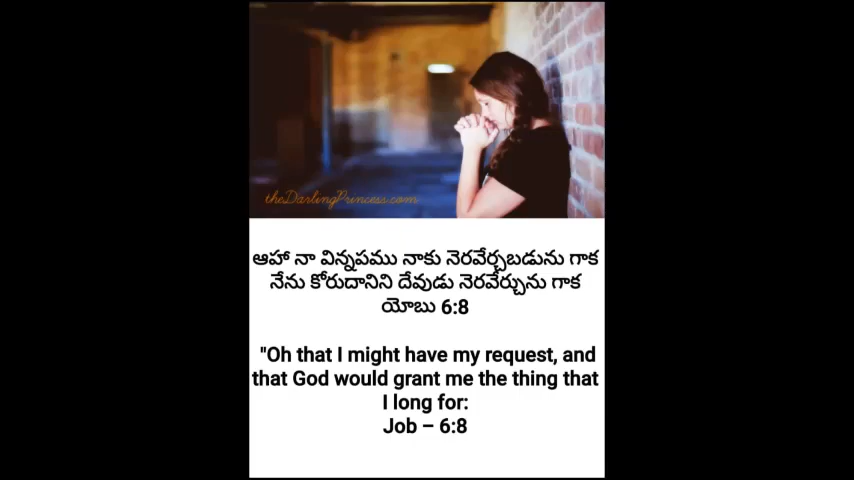 theDarlingPrincess.com
ఆహా నా విన్నపము నాకు నెరవేర్చబడును గాక
నేను కోరుదానిని దేవుడు నెరవేర్చును గాక
యోబు 6:8
"Oh that I might have my request, and
that God would grant me the thing that
I long for:
Job – 6:8